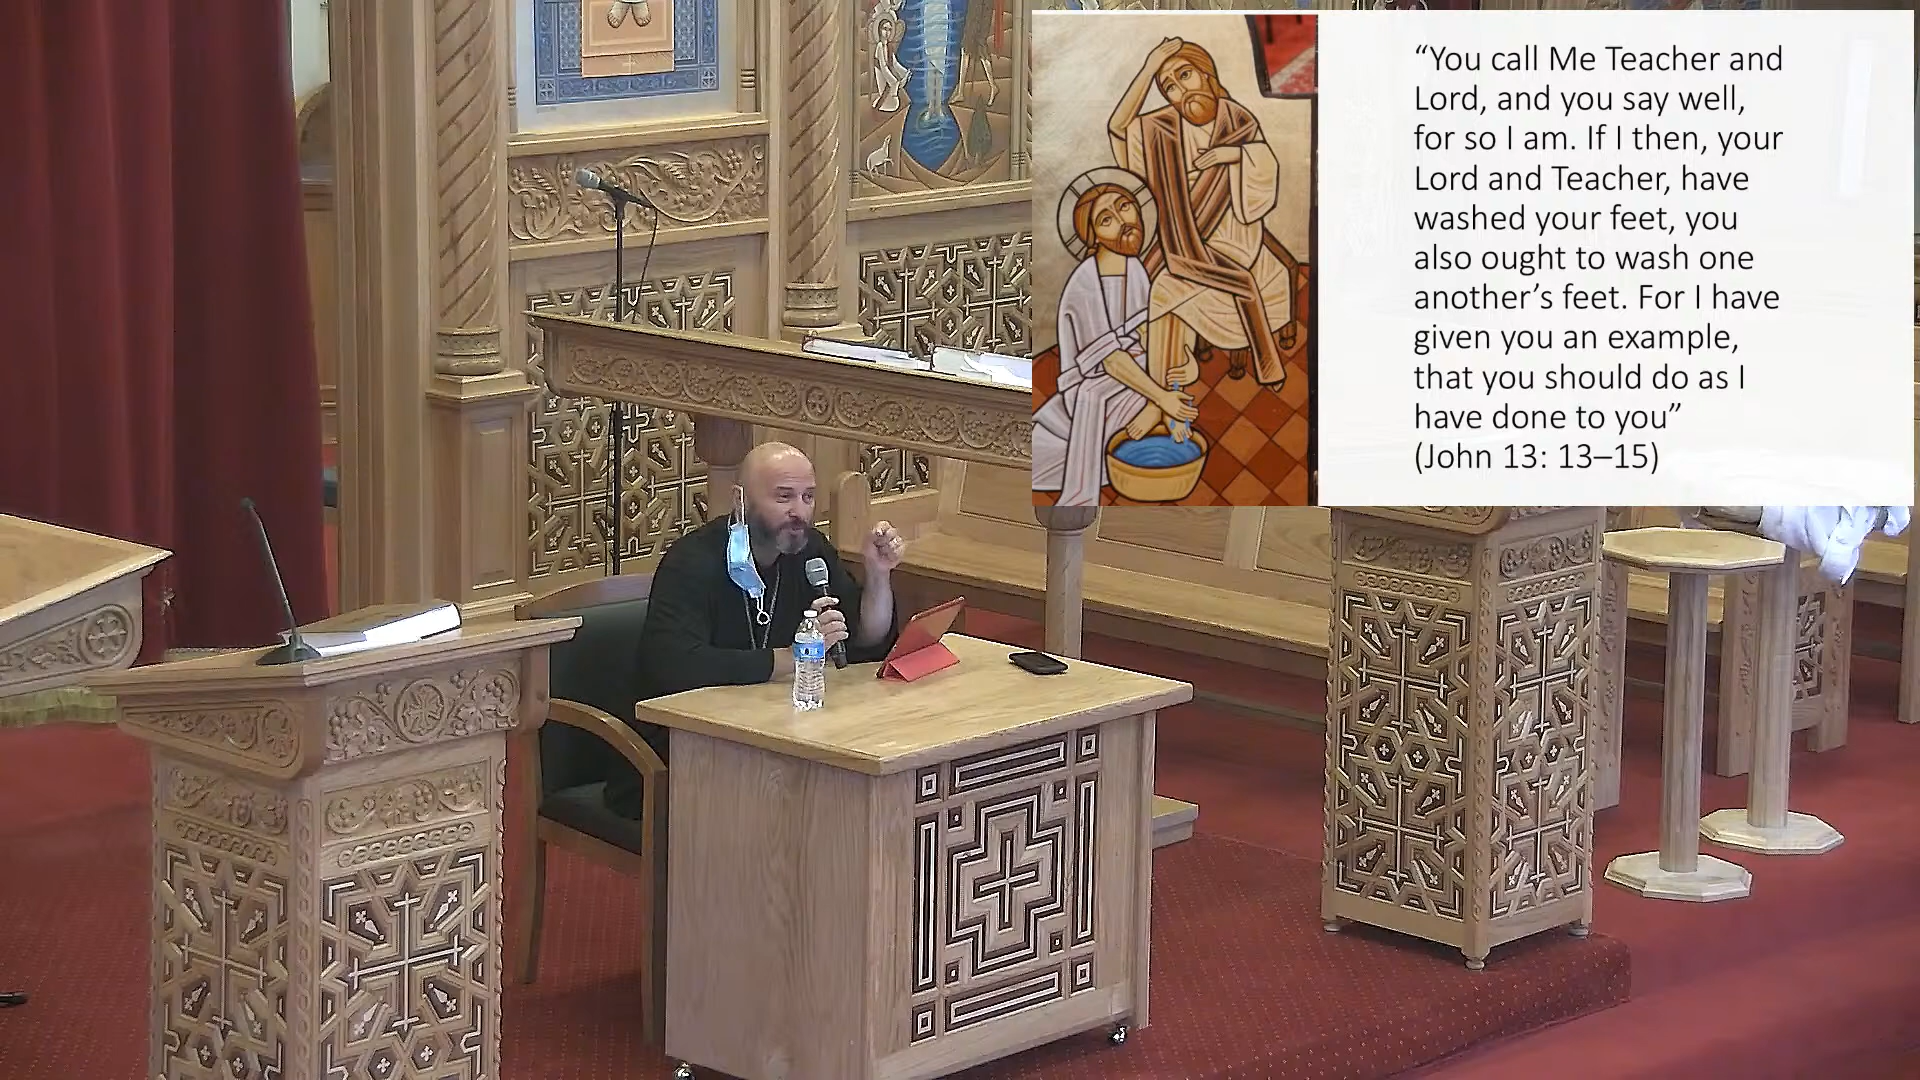 “You call Me Teacher and
Lord, and you say well,
for so I am. If I then, your
Lord and Teacher, have
washed your feet, you
also ought to wash one
another’s feet. For I have
given you an example,
that you should do as I
have done to you”
(John 13: 13–15)